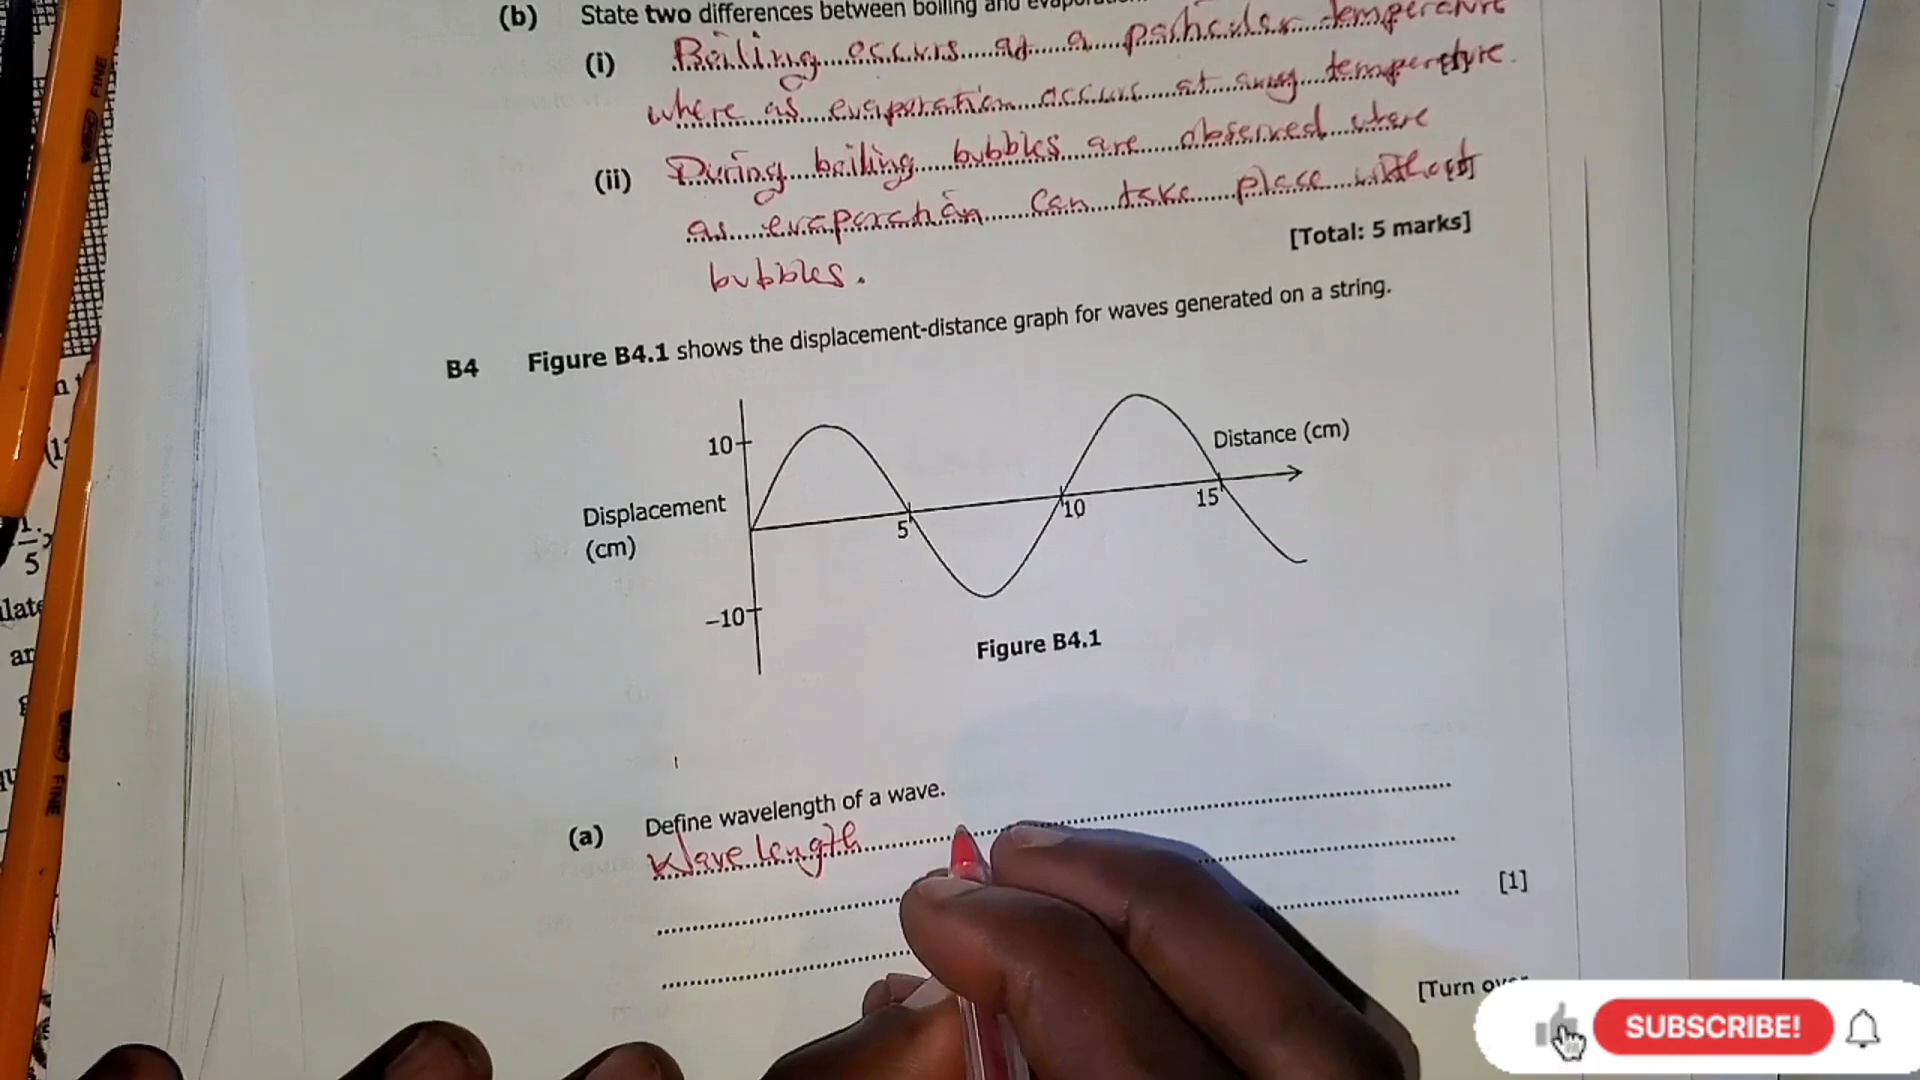 (b) State two differences between boiling and
(i) Boiling occurs at a particular temperature
where as evaporation occurs at any temperature.
(ii) During boiling bubbles are observed where
as evaporation can take place without
bubbles.
[Total: 5 marks]
B4 Figure B4.1 shows the displacement-distance graph for waves generated on a string.
10
Distance (cm)
Displacement
(cm)
5
10
15
–10
Figure B4.1
(a) Define wavelength of a wave.
Wave length
[1]
[Turn
SUBSCRIBE!